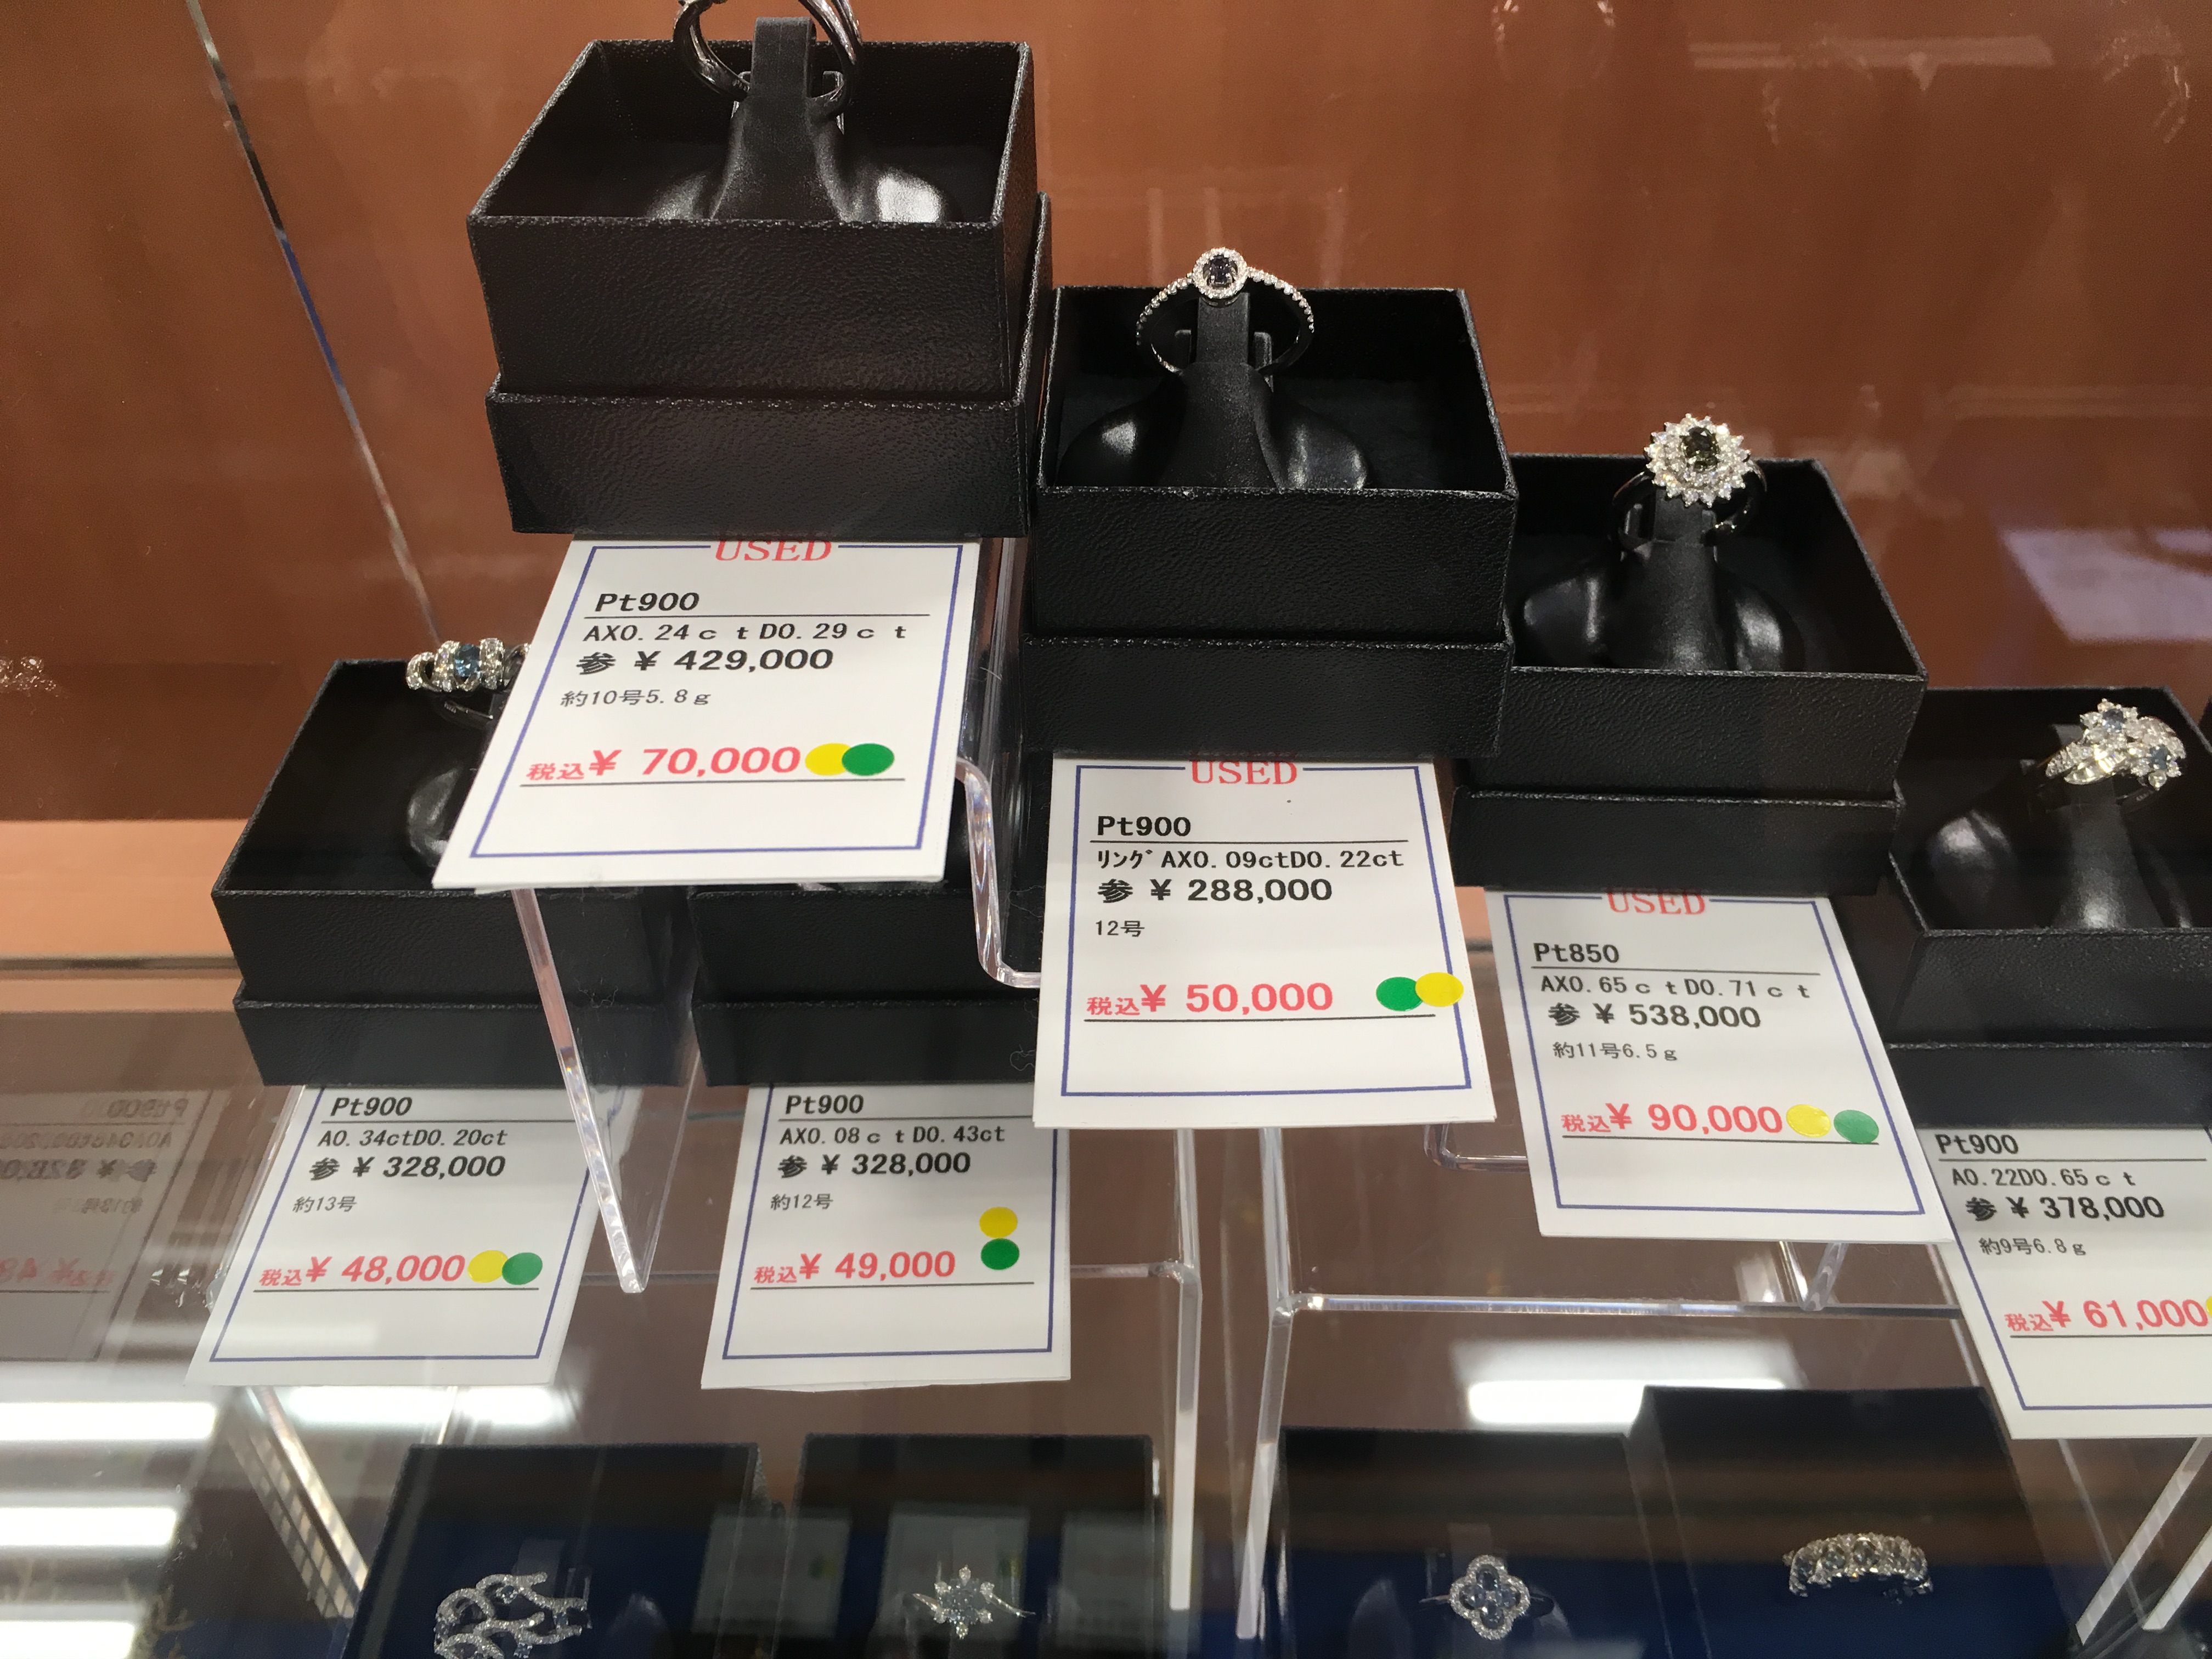 USED
Pt900
AX0.24ctD0.29ct
参 ¥ 429,000
約10号5.8g
税込¥ 70,000
USED
Pt900
リングAX0.09ctD0.22ct
参 ¥ 288,000
12号
税込¥ 50,000
USED
Pt850
AX0.65ctD0.71ct
参 ¥ 538,000
約11号6.5g
税込¥ 90,000
Pt900
A0.34ctD0.20ct
参 ¥ 328,000
約13号
税込¥ 48,000
Pt900
AX0.08ctD0.43ct
参 ¥ 328,000
約12号
税込¥ 49,000
Pt900
A0.22D0.65ct
参 ¥ 378,000
約9号6.8g
税込¥ 61,000